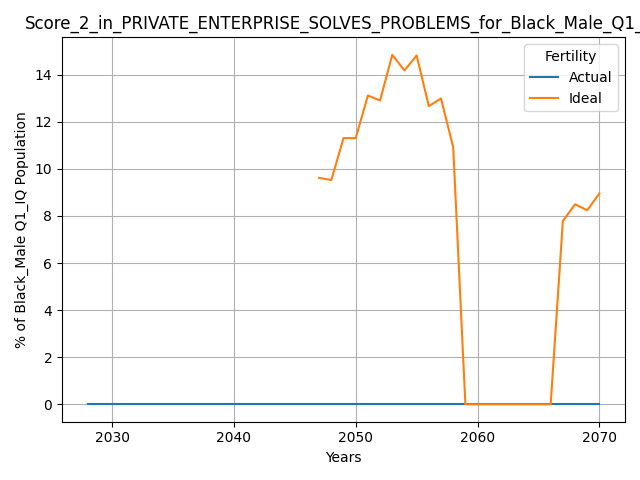 Score_2_in_PRIVATE_ENTERPRISE_SOLVES_PROBLEMS_for_Black_Male_Q1_
Fertility
Actual
Ideal
% of Black_Male Q1_IQ Population
14
12
10
8
6
4
2
0
2030 2040 2050 2060 2070
Years